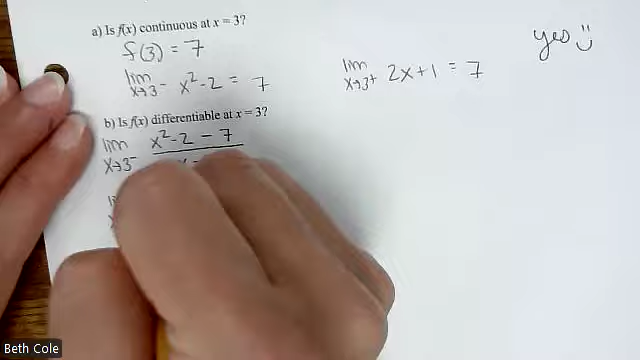 a) Is f(x) continuous at x = 3?
f(3) = 7
lim x→3⁻ x²-2 = 7
lim x→3⁺ 2x+1 = 7
yes :)
b) Is f(x) differentiable at x = 3?
lim x→3⁻ x²-2 - 7
Beth Cole